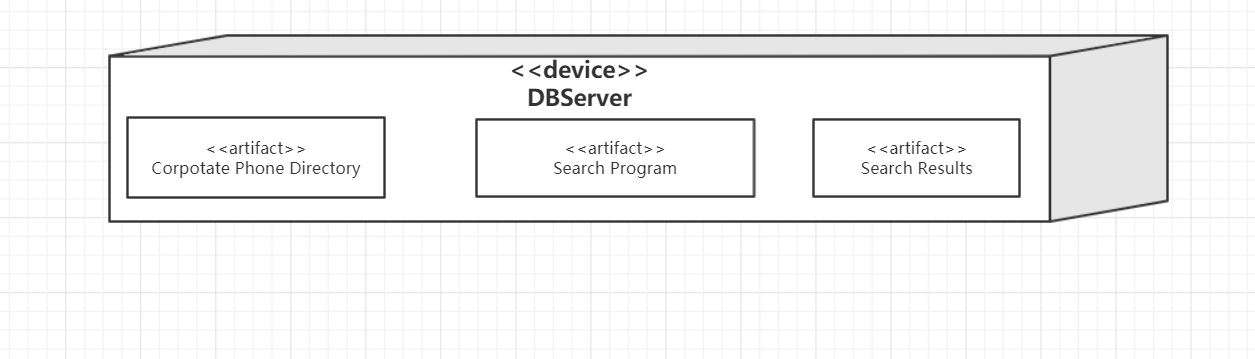 <<device>>
DBServer
<<artifact>>
Corpotate Phone Directory
<<artifact>>
Search Program
<<artifact>>
Search Results